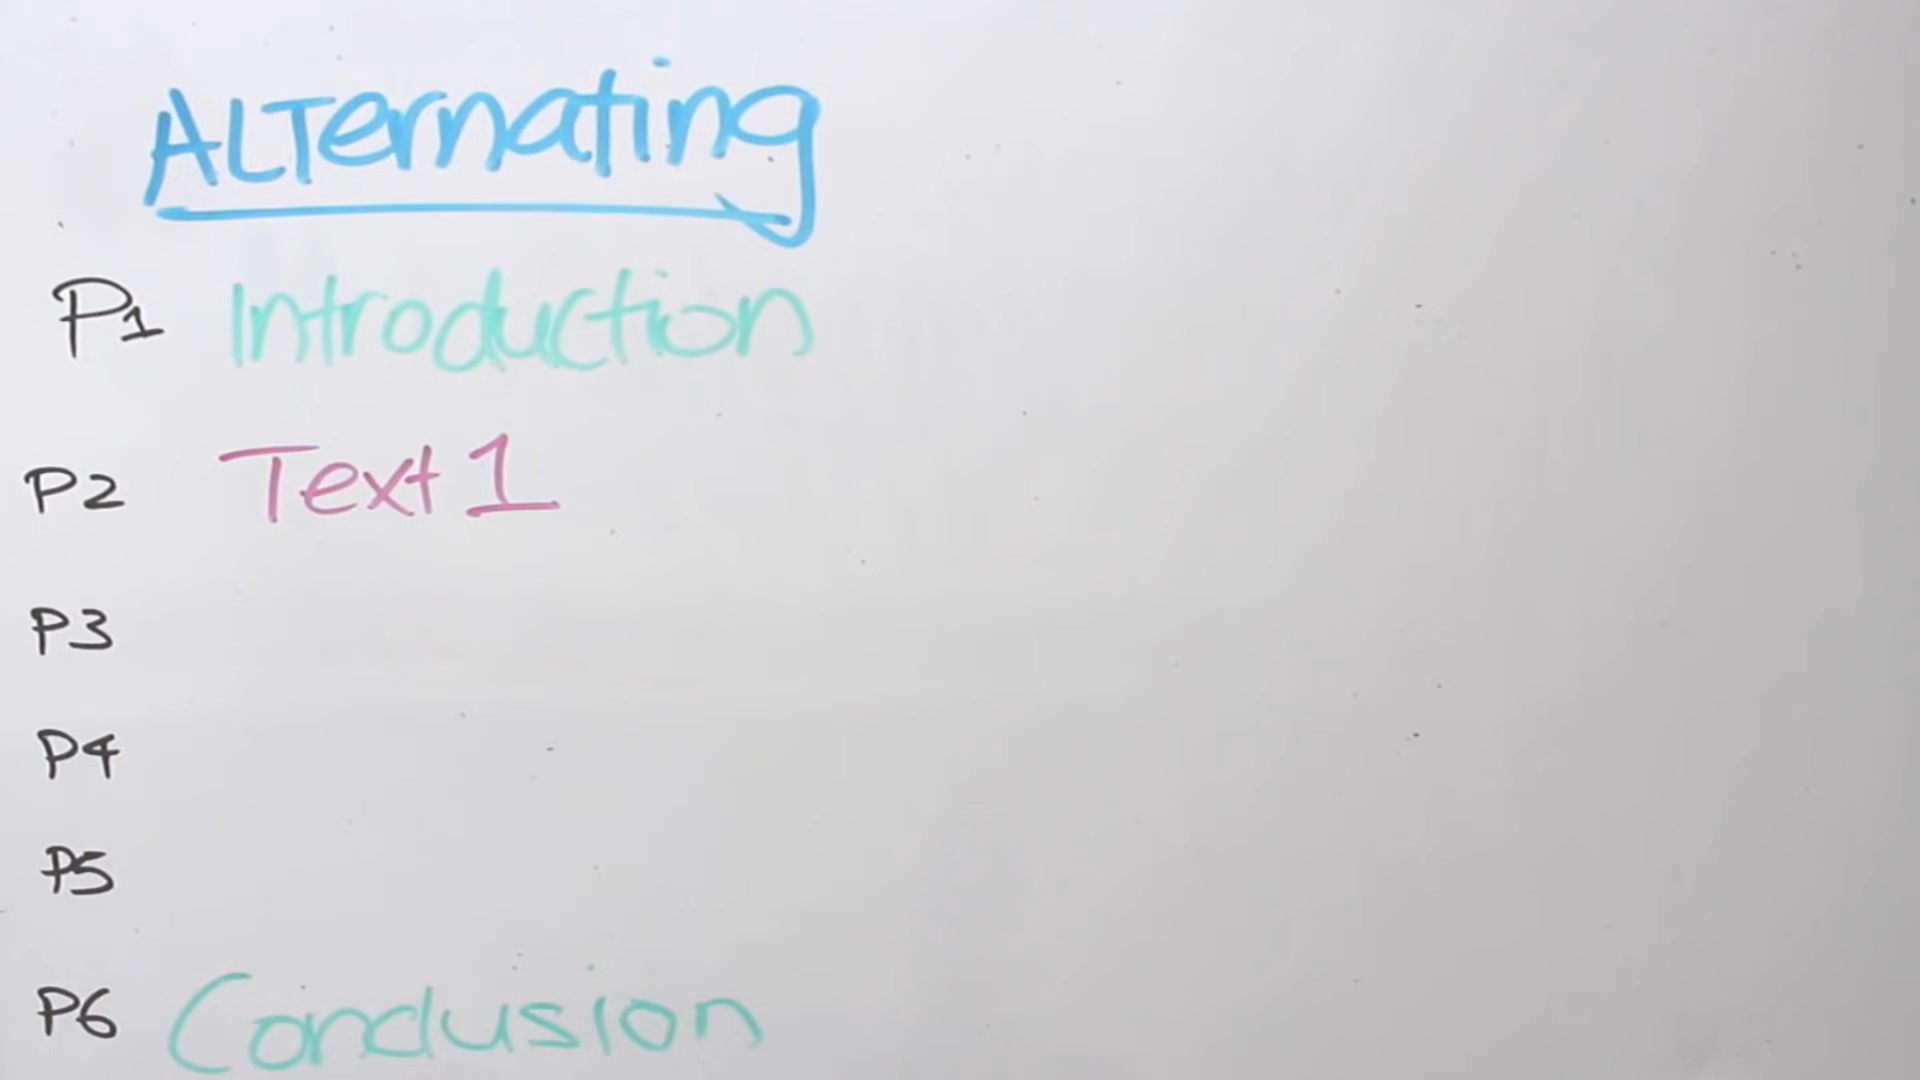 ALTernating
P1 Introduction
P2 Text 1
P3
P4
P5
P6 Conclusion